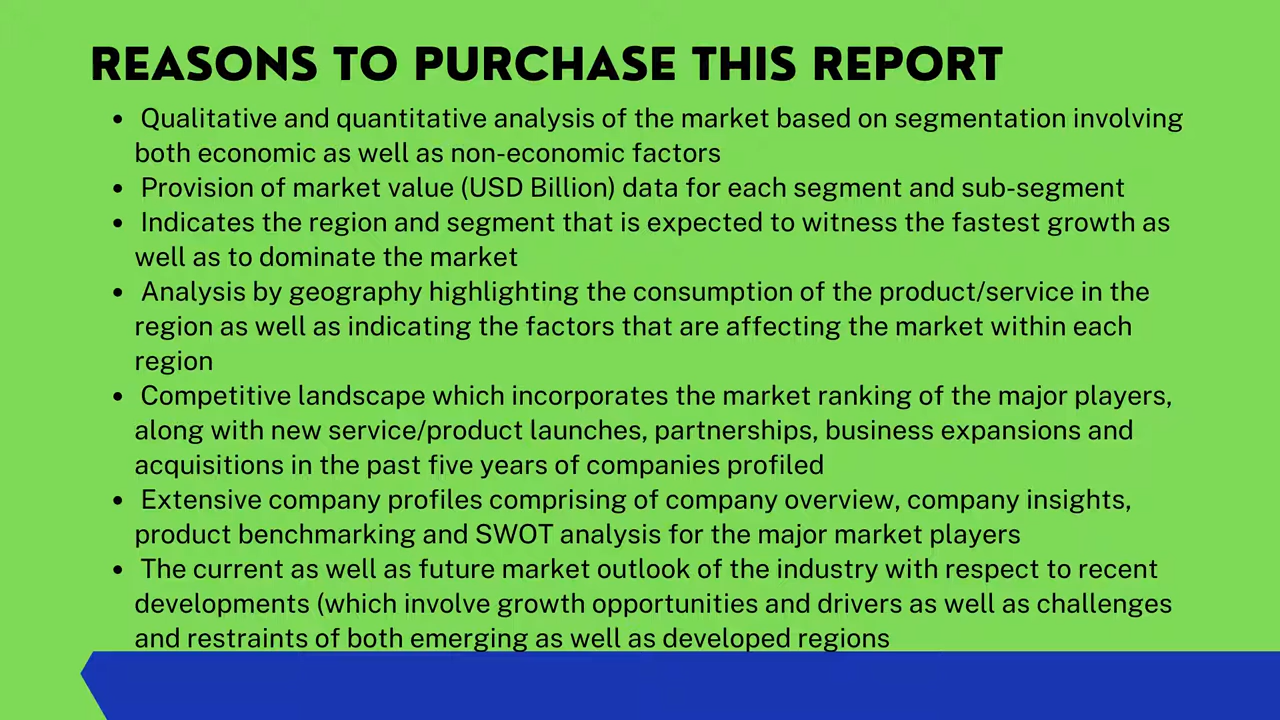 REASONS TO PURCHASE THIS REPORT
• Qualitative and quantitative analysis of the market based on segmentation involving
both economic as well as non-economic factors
• Provision of market value (USD Billion) data for each segment and sub-segment
• Indicates the region and segment that is expected to witness the fastest growth as
well as to dominate the market
• Analysis by geography highlighting the consumption of the product/service in the
region as well as indicating the factors that are affecting the market within each
region
• Competitive landscape which incorporates the market ranking of the major players,
along with new service/product launches, partnerships, business expansions and
acquisitions in the past five years of companies profiled
• Extensive company profiles comprising of company overview, company insights,
product benchmarking and SWOT analysis for the major market players
• The current as well as future market outlook of the industry with respect to recent
developments (which involve growth opportunities and drivers as well as challenges
and restraints of both emerging as well as developed regions